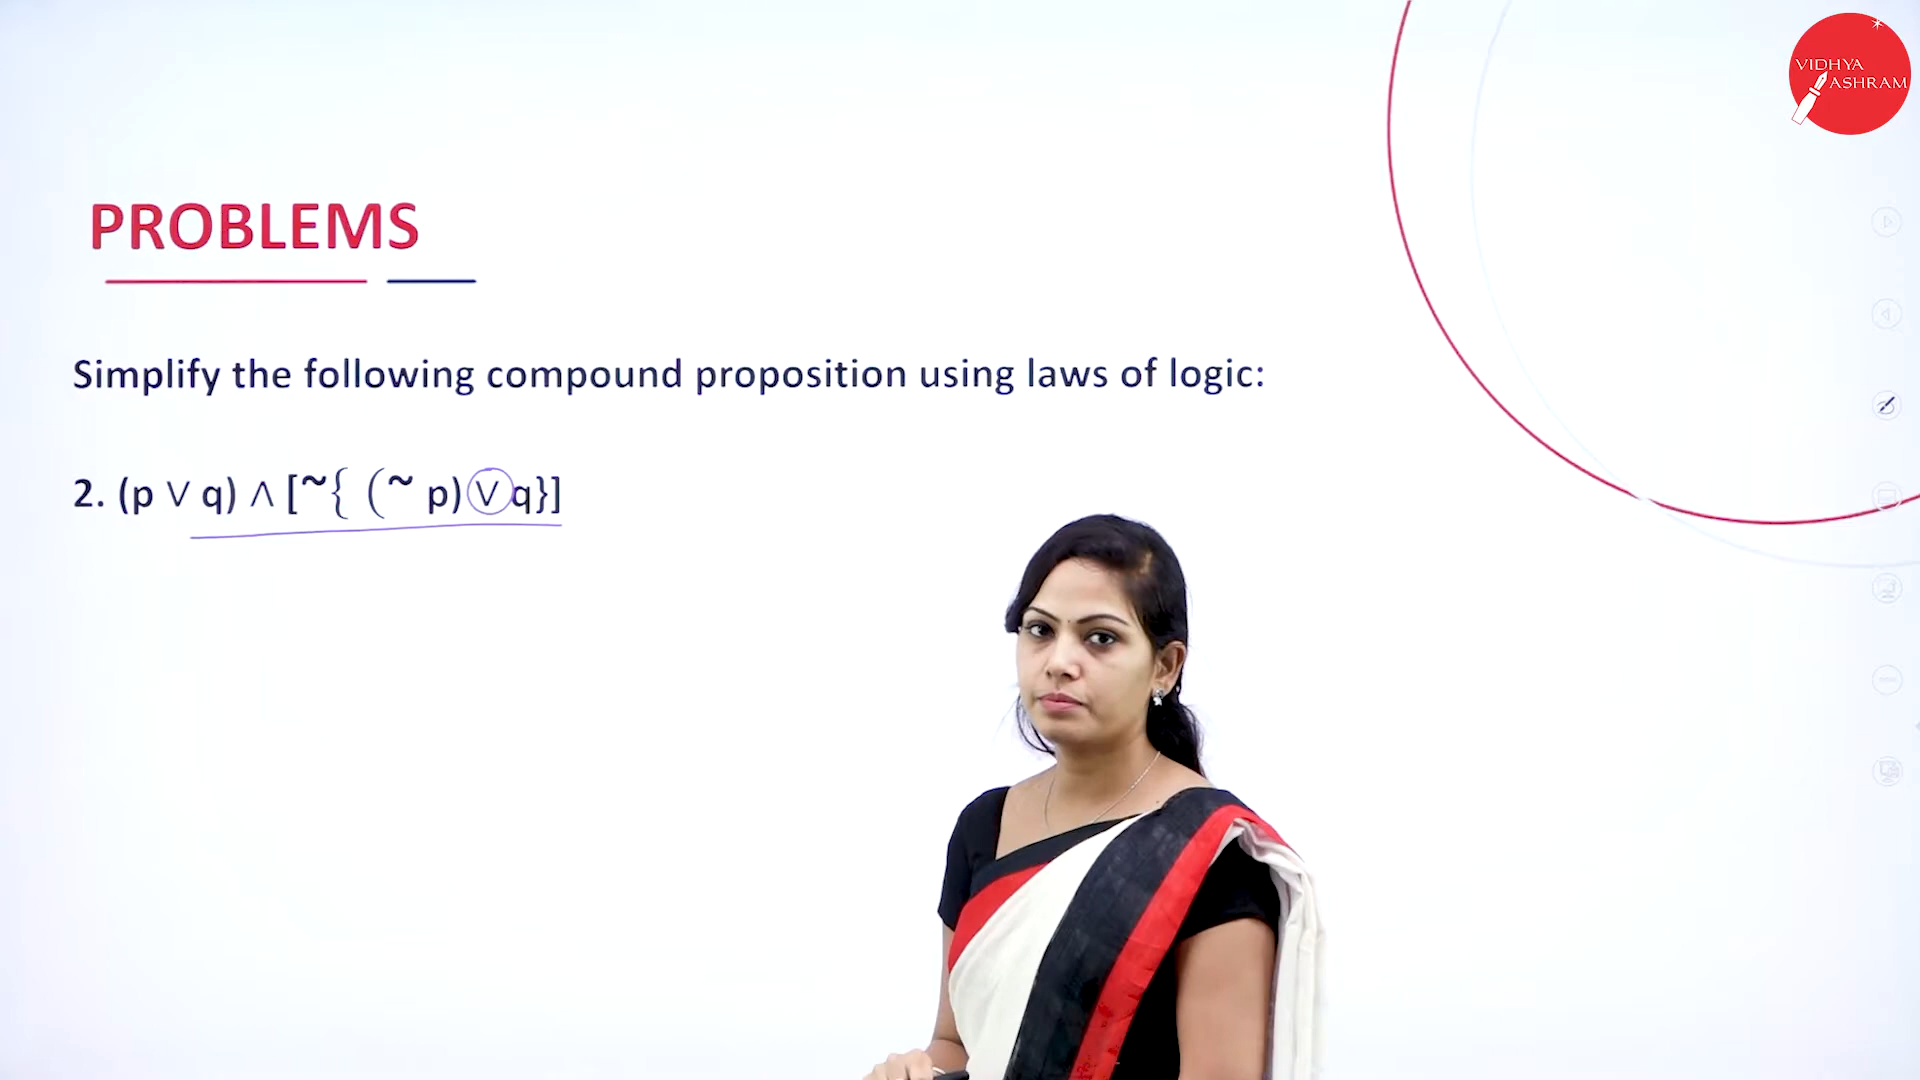 VIDHYA
ASHRAM
PROBLEMS
Simplify the following compound proposition using laws of logic:
2. (p ∨ q) ∧ [~{ (~ p) ∨ q}]